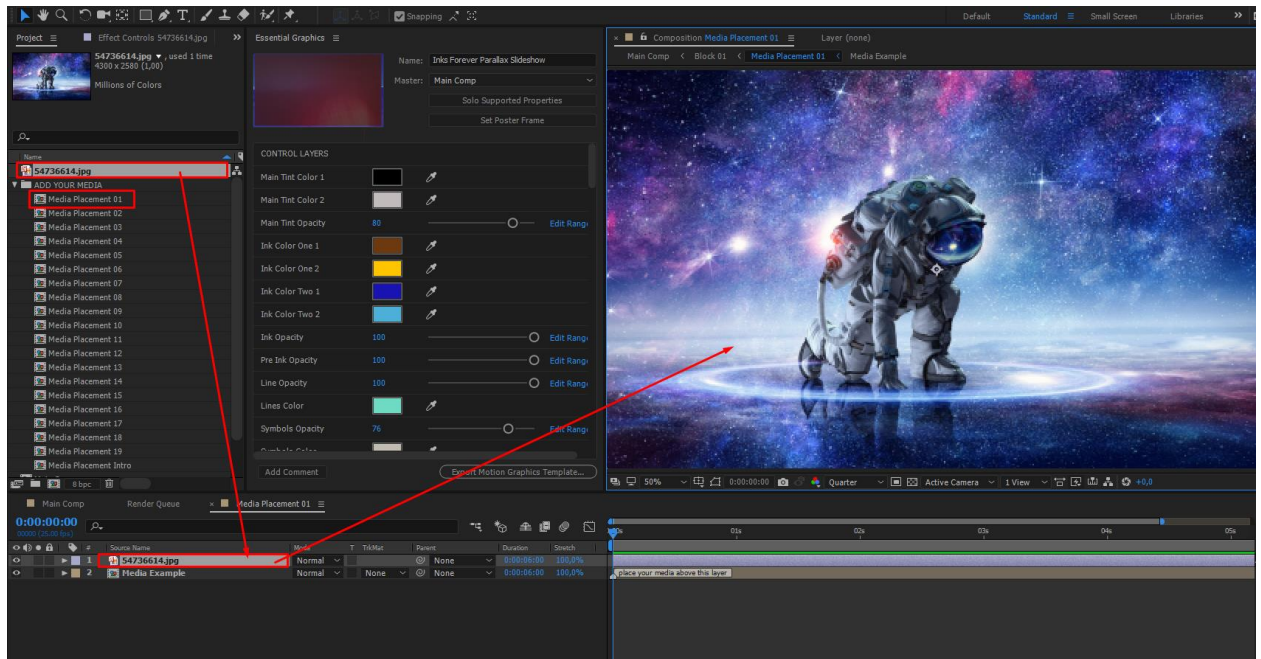 Snapping
Default
Standard
Small Screen
Libraries
»
Project
Effect Controls 54736614.jpg
»
54736614.jpg ▼ , used 1 time
4300 x 2580 (1,00)
Millions of Colors
Name
54736614.jpg
ADD YOUR MEDIA
Media Placement 01
Media Placement 02
Media Placement 03
Media Placement 04
Media Placement 05
Media Placement 06
Media Placement 07
Media Placement 08
Media Placement 09
Media Placement 10
Media Placement 11
Media Placement 12
Media Placement 13
Media Placement 14
Media Placement 15
Media Placement 16
Media Placement 17
Media Placement 18
Media Placement 19
Media Placement Intro
8 bpc
Essential Graphics
Name: Inks Forever Parallax Slideshow
Master: Main Comp
Solo Supported Properties
Set Poster Frame
CONTROL LAYERS
Main Tint Color 1
Main Tint Color 2
Main Tint Opacity 80 Edit Range
Ink Color One 1
Ink Color One 2
Ink Color Two 1
Ink Color Two 2
Ink Opacity 100 Edit Range
Pre Ink Opacity 100 Edit Range
Line Opacity 100 Edit Range
Lines Color
Symbols Opacity 76 Edit Range
Symbols Color
Add Comment
Export Motion Graphics Template...
Composition Media Placement 01
Layer (none)
Main Comp
Block 01
Media Placement 01
Media Example
50%
0:00:00:00
Quarter
Active Camera
1 View
+0,0
Main Comp
Render Queue
Media Placement 01
0:00:00:00
00000 (25.00 fps)
# Source Name Mode T TrkMat Parent Duration Stretch
1 54736614.jpg Normal None 0:00:06:00 100,0%
2 Media Example Normal None None 0:00:06:00 100,0%
01s 02s 03s 04s 05s
place your media above this layer